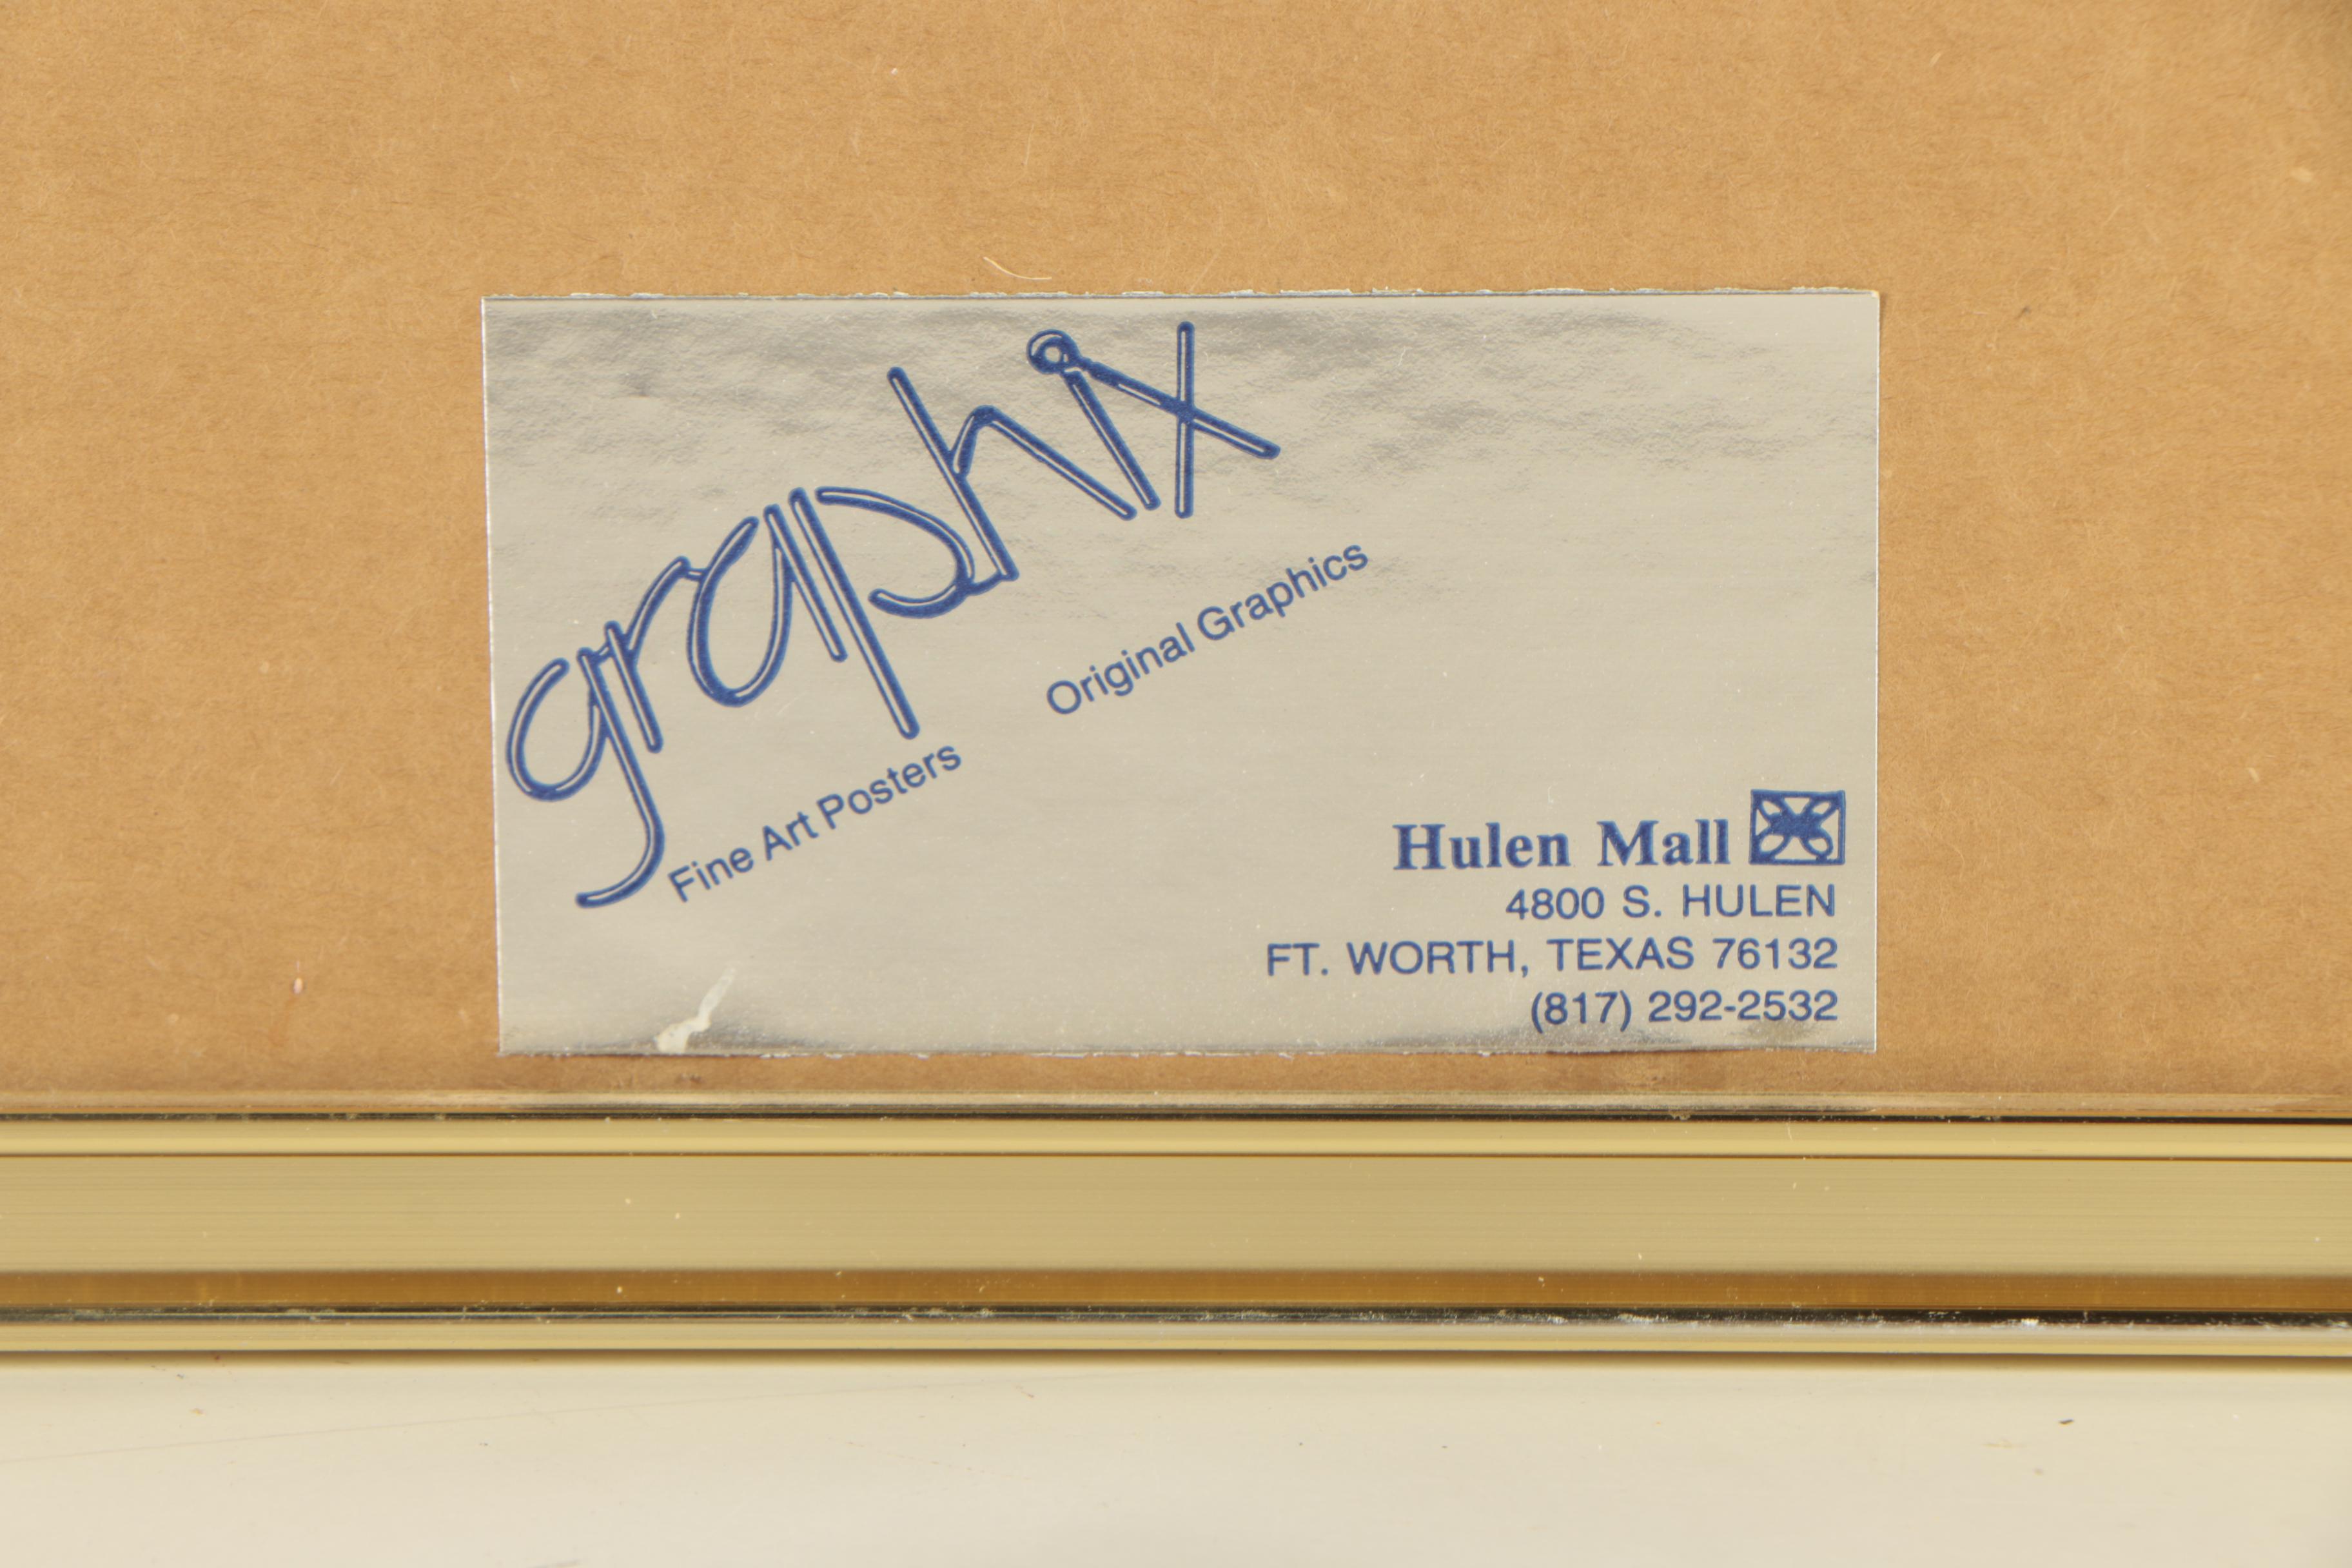 graphix
Fine Art Posters
Original Graphics
Hulen Mall
4800 S. HULEN
FT. WORTH, TEXAS 76132
(817) 292-2532